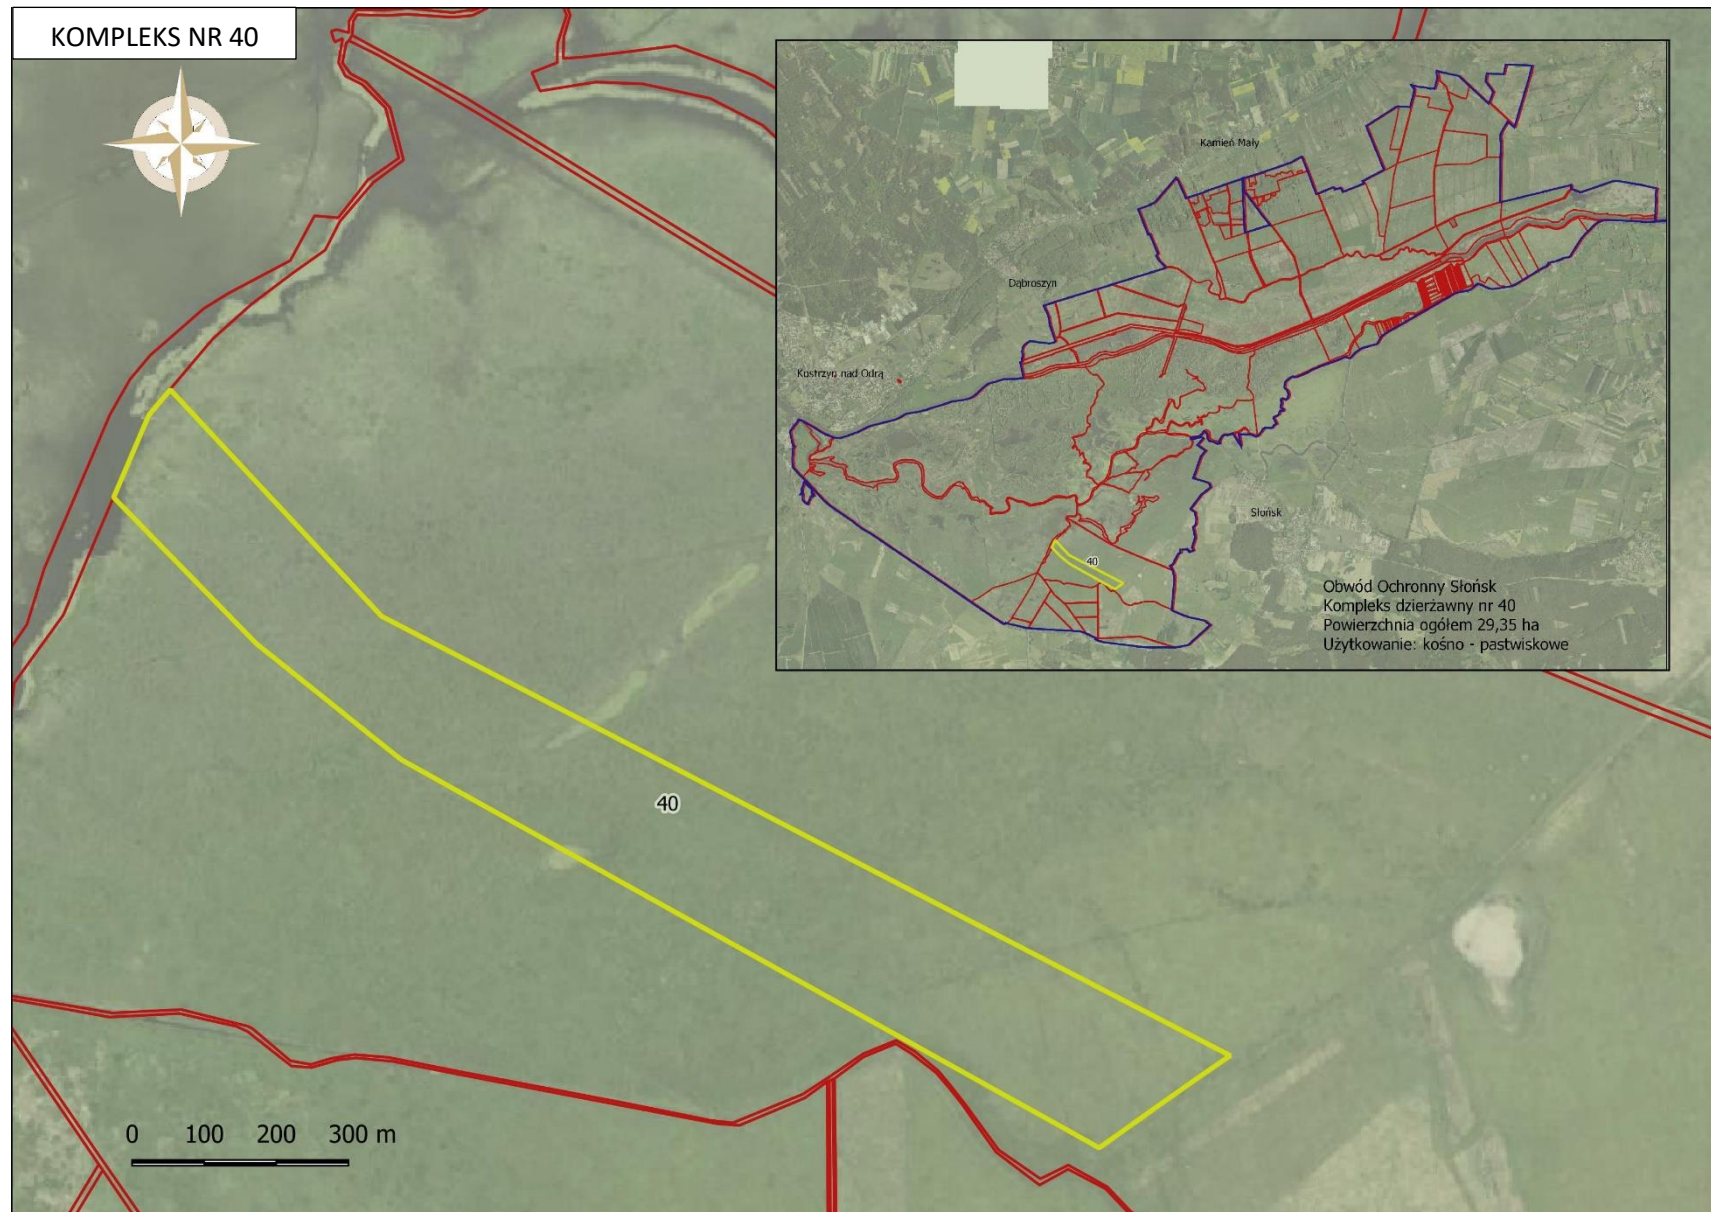 KOMPLEKS NR 40
Kamień Mały
Dąbroszyn
Kostrzyn nad Odrą
Słońsk
40
Obwód Ochronny Słońsk
Kompleks dzierżawny nr 40
Powierzchnia ogółem 29,35 ha
Użytkowanie: kośno - pastwiskowe
40
0 100 200 300 m